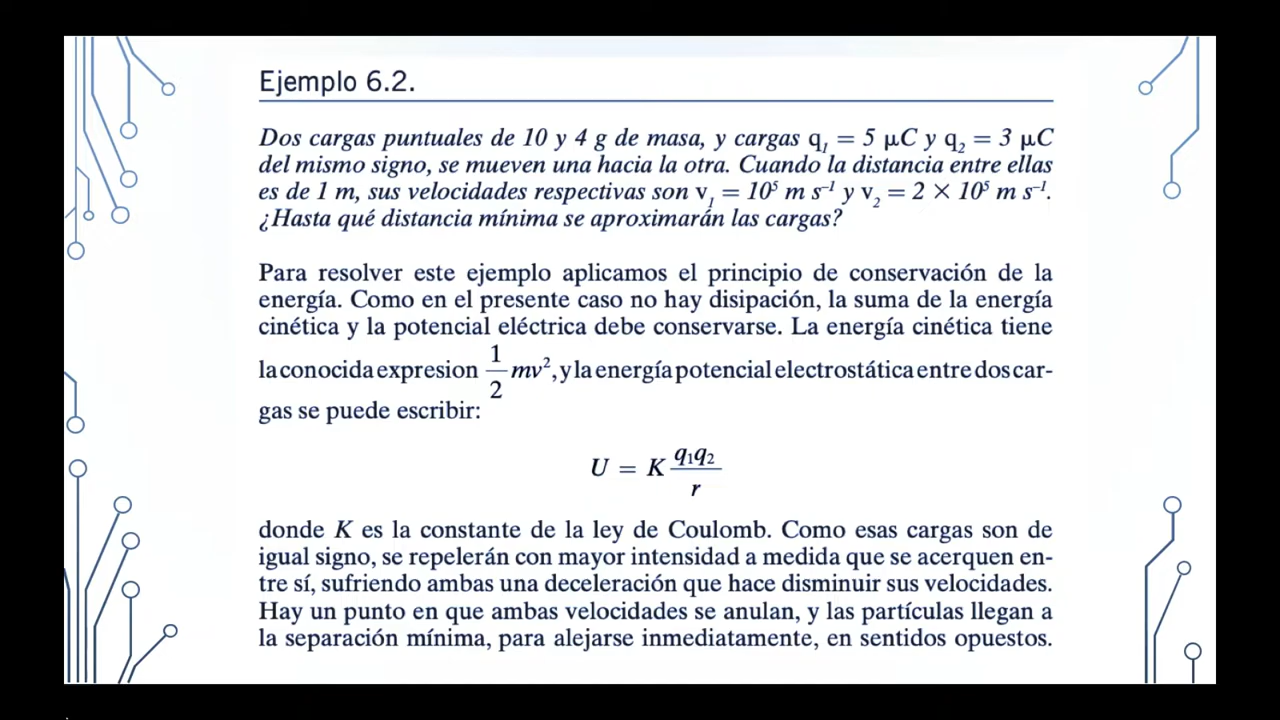 Ejemplo 6.2.
Dos cargas puntuales de 10 y 4 g de masa, y cargas q₁ = 5 µC y q₂ = 3 µC
del mismo signo, se mueven una hacia la otra. Cuando la distancia entre ellas
es de 1 m, sus velocidades respectivas son v₁ = 10⁵ m s⁻¹ y v₂ = 2 × 10⁵ m s⁻¹.
¿Hasta qué distancia mínima se aproximarán las cargas?
Para resolver este ejemplo aplicamos el principio de conservación de la
energía. Como en el presente caso no hay disipación, la suma de la energía
cinética y la potencial eléctrica debe conservarse. La energía cinética tiene
la conocida expresion 1/2 mv², y la energía potencial electrostática entre dos car-
gas se puede escribir:
U = K q₁q₂/r
donde K es la constante de la ley de Coulomb. Como esas cargas son de
igual signo, se repelerán con mayor intensidad a medida que se acerquen en-
tre sí, sufriendo ambas una deceleración que hace disminuir sus velocidades.
Hay un punto en que ambas velocidades se anulan, y las partículas llegan a
la separación mínima, para alejarse inmediatamente, en sentidos opuestos.